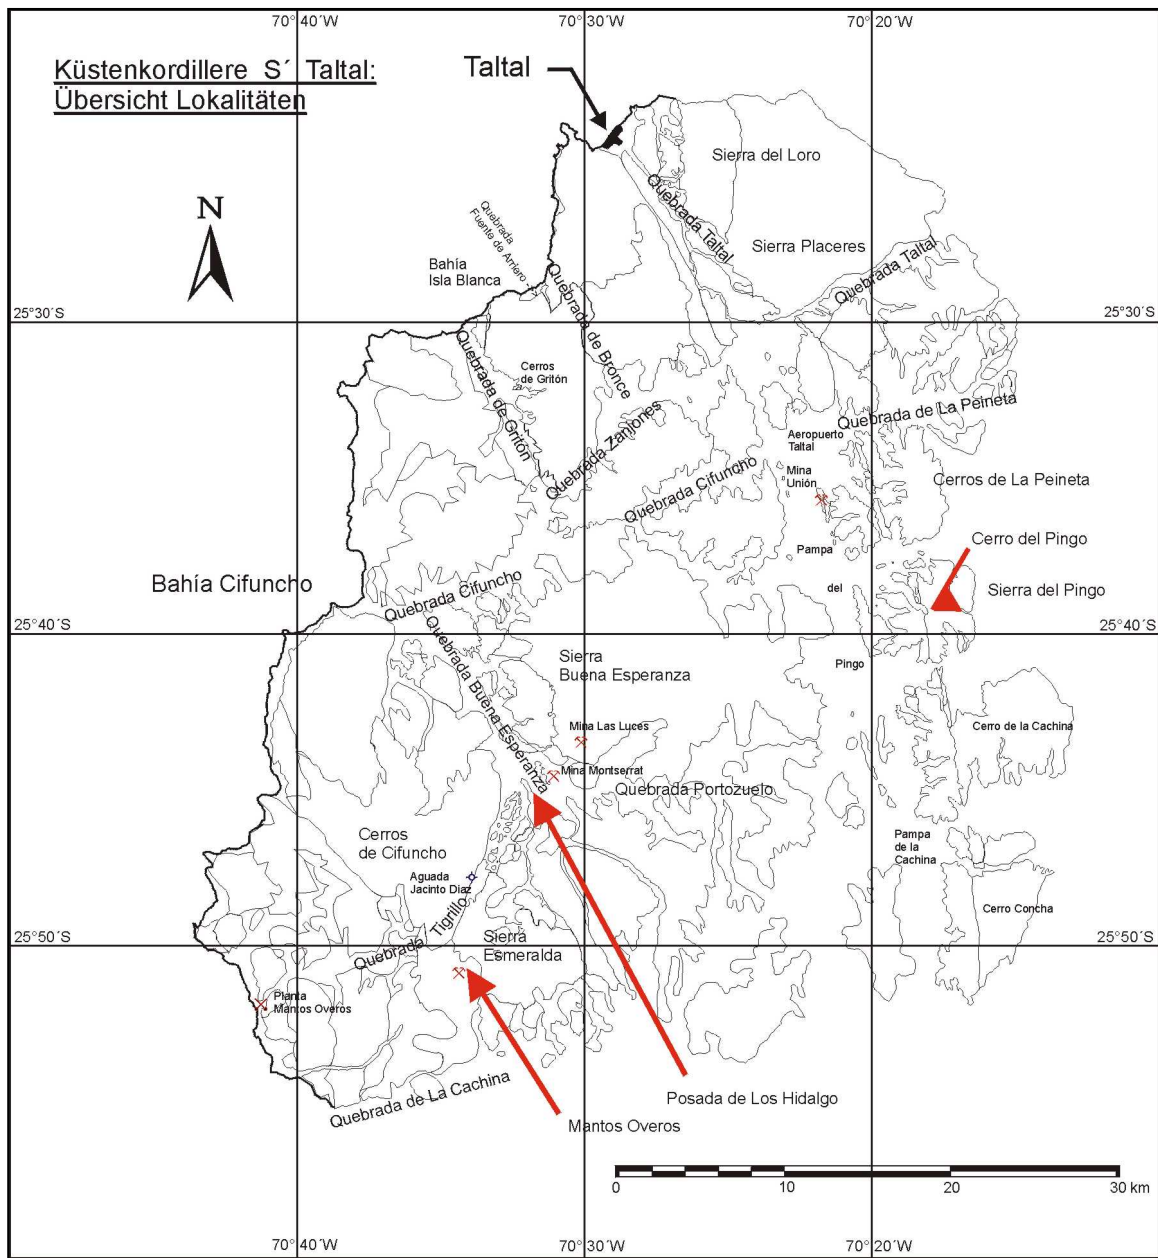 70°40´W
70°30´W
70°20´W
Küstenkordillere S´ Taltal:
Übersicht Lokalitäten
Taltal
N
Sierra del Loro
Quebrada Taltal
Sierra Placeres
Quebrada Taltal
Quebrada
Fuente de Arriero
Bahía
Isla Blanca
Quebrada de Bronce
25°30´S
25°30´S
Quebrada de Gritón
Cerros
de Gritón
Quebrada Zanjones
Quebrada de La Peineta
Aeropuerto
Taltal
Mina
Unión
Quebrada Cifuncho
Cerros de La Peineta
Cerro del Pingo
Pampa
del
Pingo
Sierra del Pingo
Bahía Cifuncho
Quebrada Cifuncho
25°40´S
25°40´S
Quebrada Buena Esperanza
Sierra
Buena Esperanza
Mina Las Luces
Cerro de la Cachina
Mina Montserrat
Quebrada Portozuelo
Cerros
de Cifuncho
Pampa
de la
Cachina
Aguada
Jacinto Diaz
Quebrada Tigrillo
Cerro Concha
Sierra
Esmeralda
25°50´S
25°50´S
Planta
Mantos Overos
Quebrada de La Cachina
Posada de Los Hidalgo
Mantos Overos
0
10
20
30 km
70°40´W
70°30´W
70°20´W